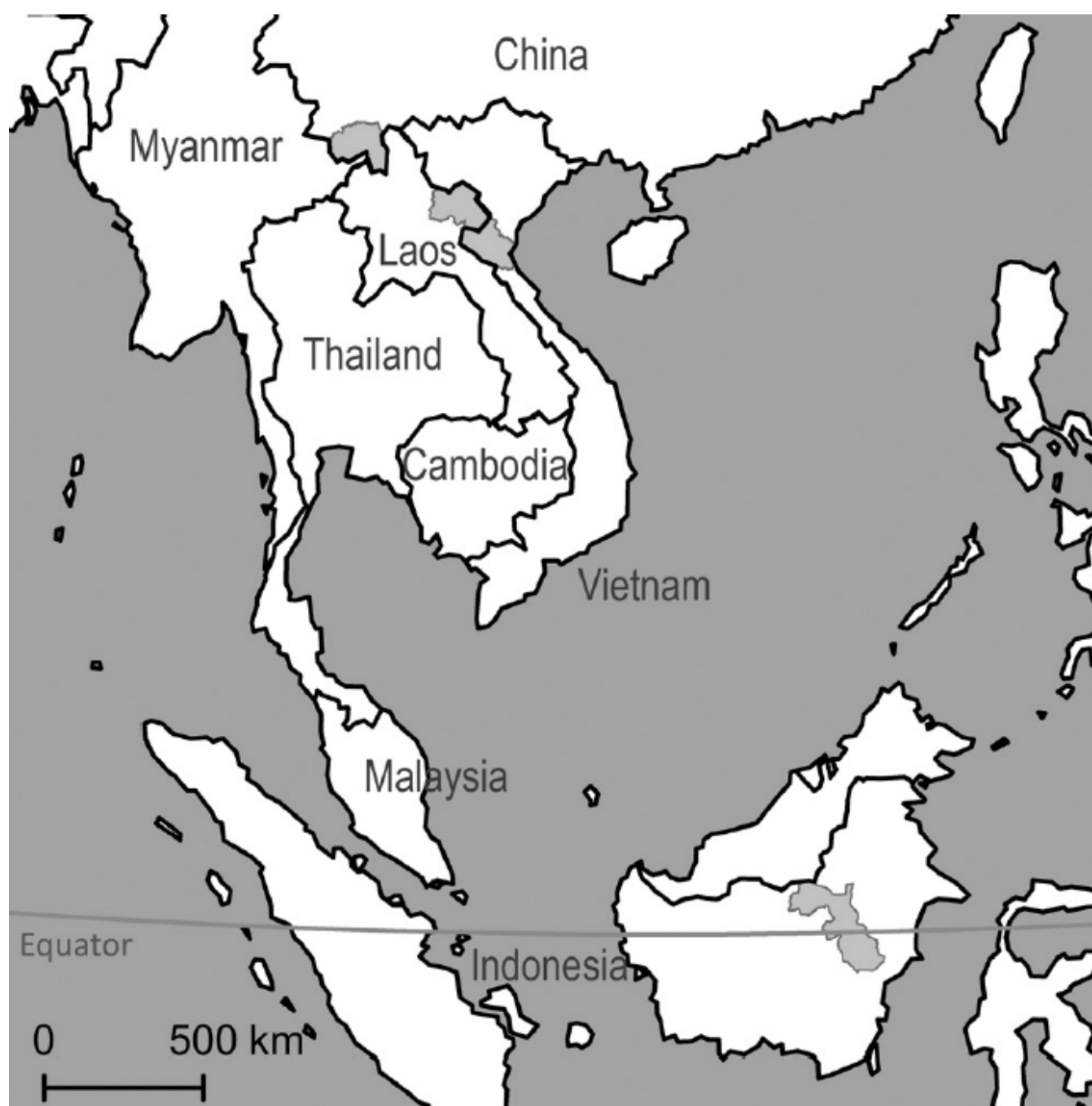 China
Myanmar
Laos
Thailand
Cambodia
Vietnam
Malaysia
Equator
Indonesia
0 500 km